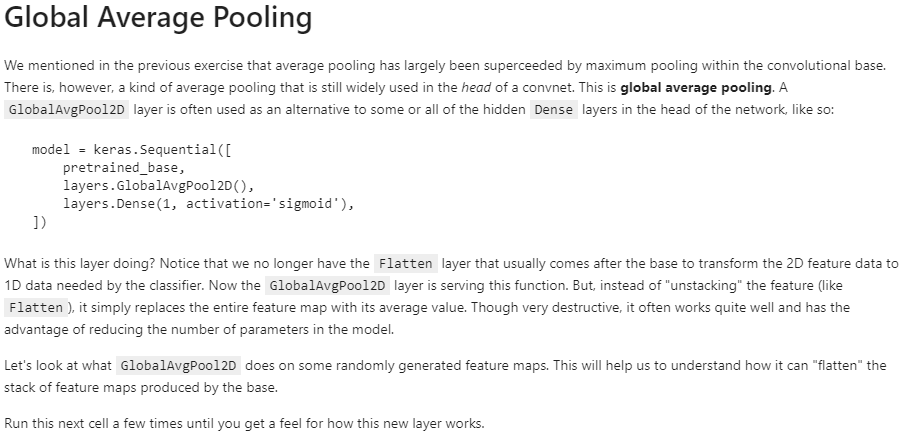 Global Average Pooling
We mentioned in the previous exercise that average pooling has largely been superceeded by maximum pooling within the convolutional base.
There is, however, a kind of average pooling that is still widely used in the head of a convnet. This is global average pooling. A
GlobalAvgPool2D layer is often used as an alternative to some or all of the hidden Dense layers in the head of the network, like so:
model = keras.Sequential([
    pretrained_base,
    layers.GlobalAvgPool2D(),
    layers.Dense(1, activation='sigmoid'),
])
What is this layer doing? Notice that we no longer have the Flatten layer that usually comes after the base to transform the 2D feature data to
1D data needed by the classifier. Now the GlobalAvgPool2D layer is serving this function. But, instead of "unstacking" the feature (like
Flatten ), it simply replaces the entire feature map with its average value. Though very destructive, it often works quite well and has the
advantage of reducing the number of parameters in the model.
Let's look at what GlobalAvgPool2D does on some randomly generated feature maps. This will help us to understand how it can "flatten" the
stack of feature maps produced by the base.
Run this next cell a few times until you get a feel for how this new layer works.